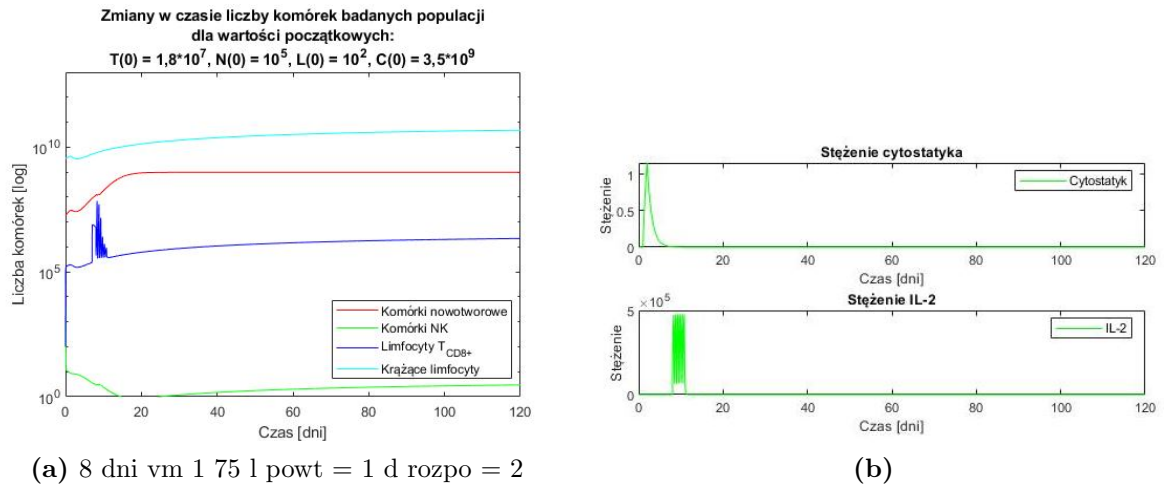 Zmiany w czasie liczby komórek badanych populacji
dla wartości początkowych:
T(0) = 1,8*10^7, N(0) = 10^5, L(0) = 10^2, C(0) = 3,5*10^9
Liczba komórek [log]
10^10
10^5
10^0
Komórki nowotworowe
Komórki NK
Limfocyty T_CD8+
Krążące limfocyty
0 20 40 60 80 100 120
Czas [dni]
(a) 8 dni vm 1 75 l powt = 1 d rozpo = 2
Stężenie cytostatyka
Stężenie
1
0.5
0
Cytostatyk
0 20 40 60 80 100 120
Czas [dni]
Stężenie IL-2
× 10^5
Stężenie
5
0
IL-2
0 20 40 60 80 100 120
Czas [dni]
(b)